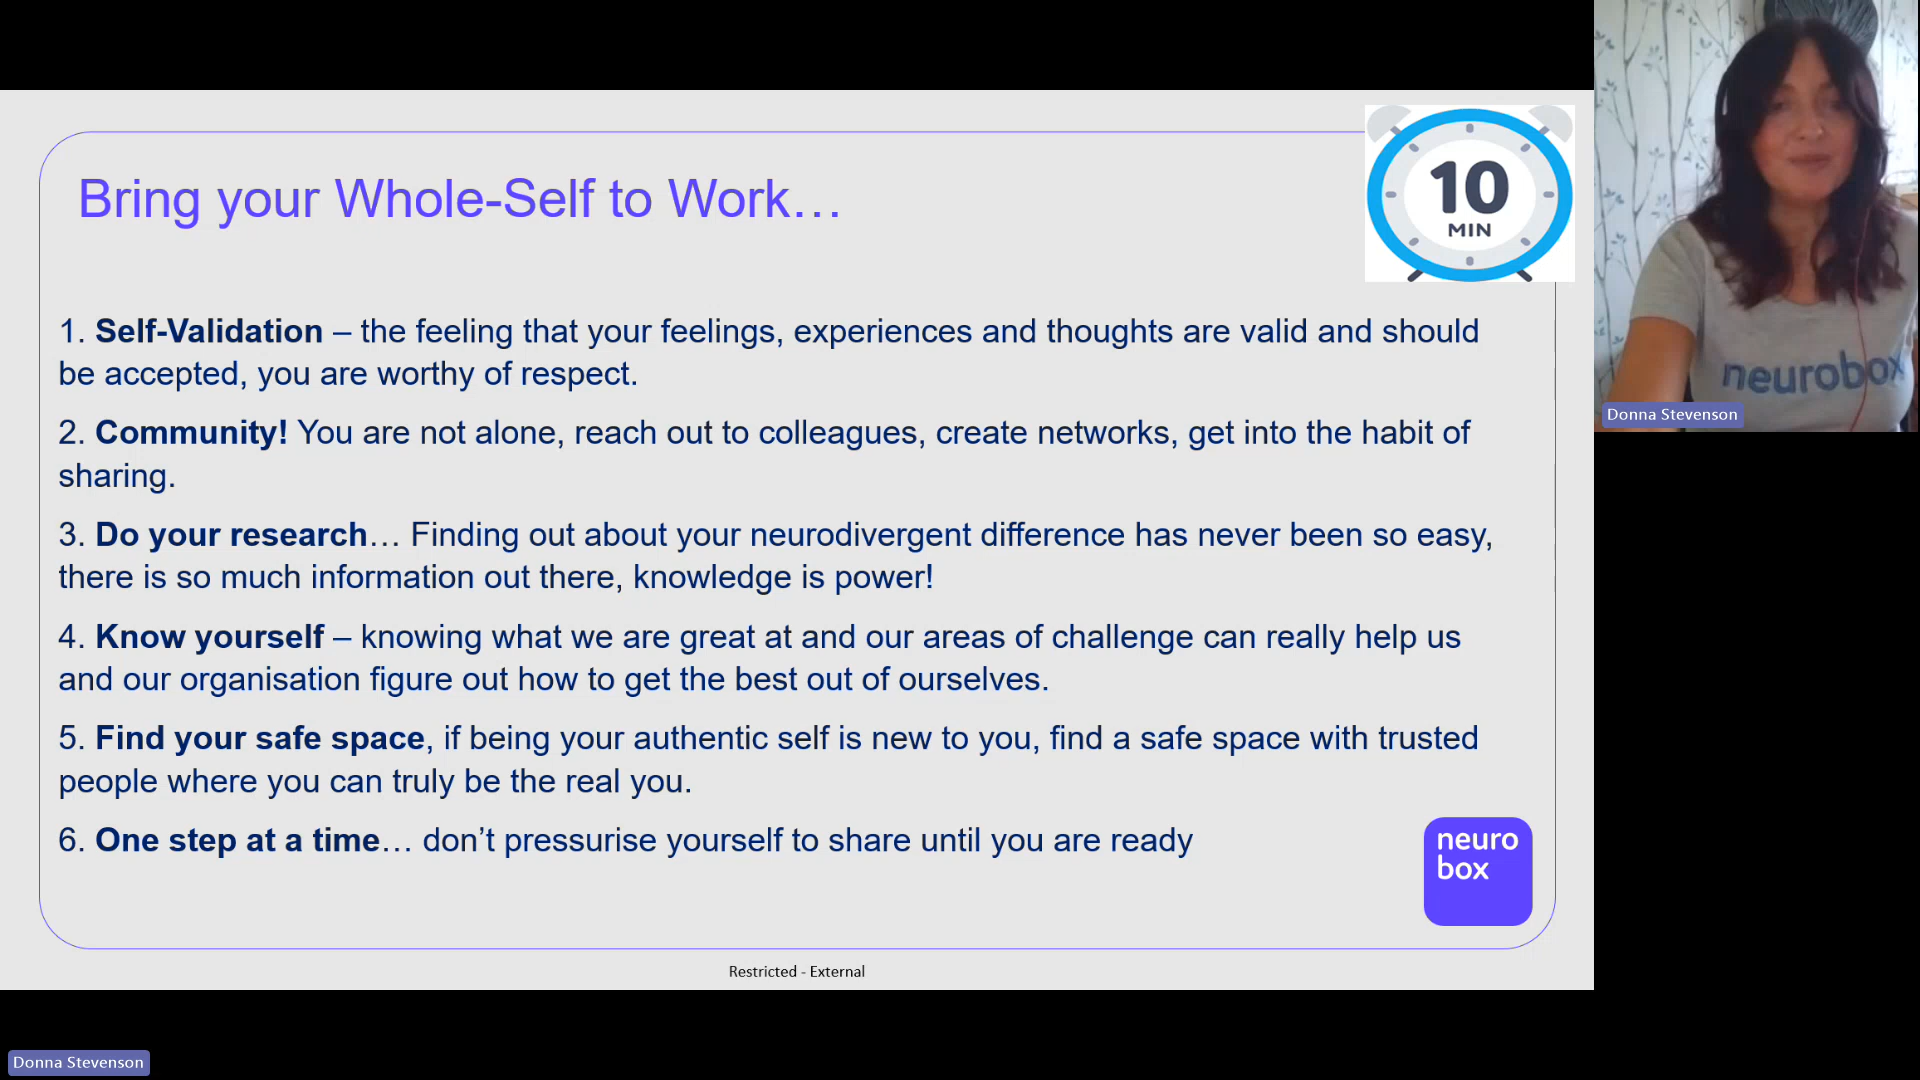 Bring your Whole-Self to Work…
10
MIN
1. Self-Validation – the feeling that your feelings, experiences and thoughts are valid and should
be accepted, you are worthy of respect.
2. Community! You are not alone, reach out to colleagues, create networks, get into the habit of
sharing.
3. Do your research… Finding out about your neurodivergent difference has never been so easy,
there is so much information out there, knowledge is power!
4. Know yourself – knowing what we are great at and our areas of challenge can really help us
and our organisation figure out how to get the best out of ourselves.
5. Find your safe space, if being your authentic self is new to you, find a safe space with trusted
people where you can truly be the real you.
6. One step at a time… don’t pressurise yourself to share until you are ready
neuro
box
Restricted - External
neurobox
Donna Stevenson
Donna Stevenson